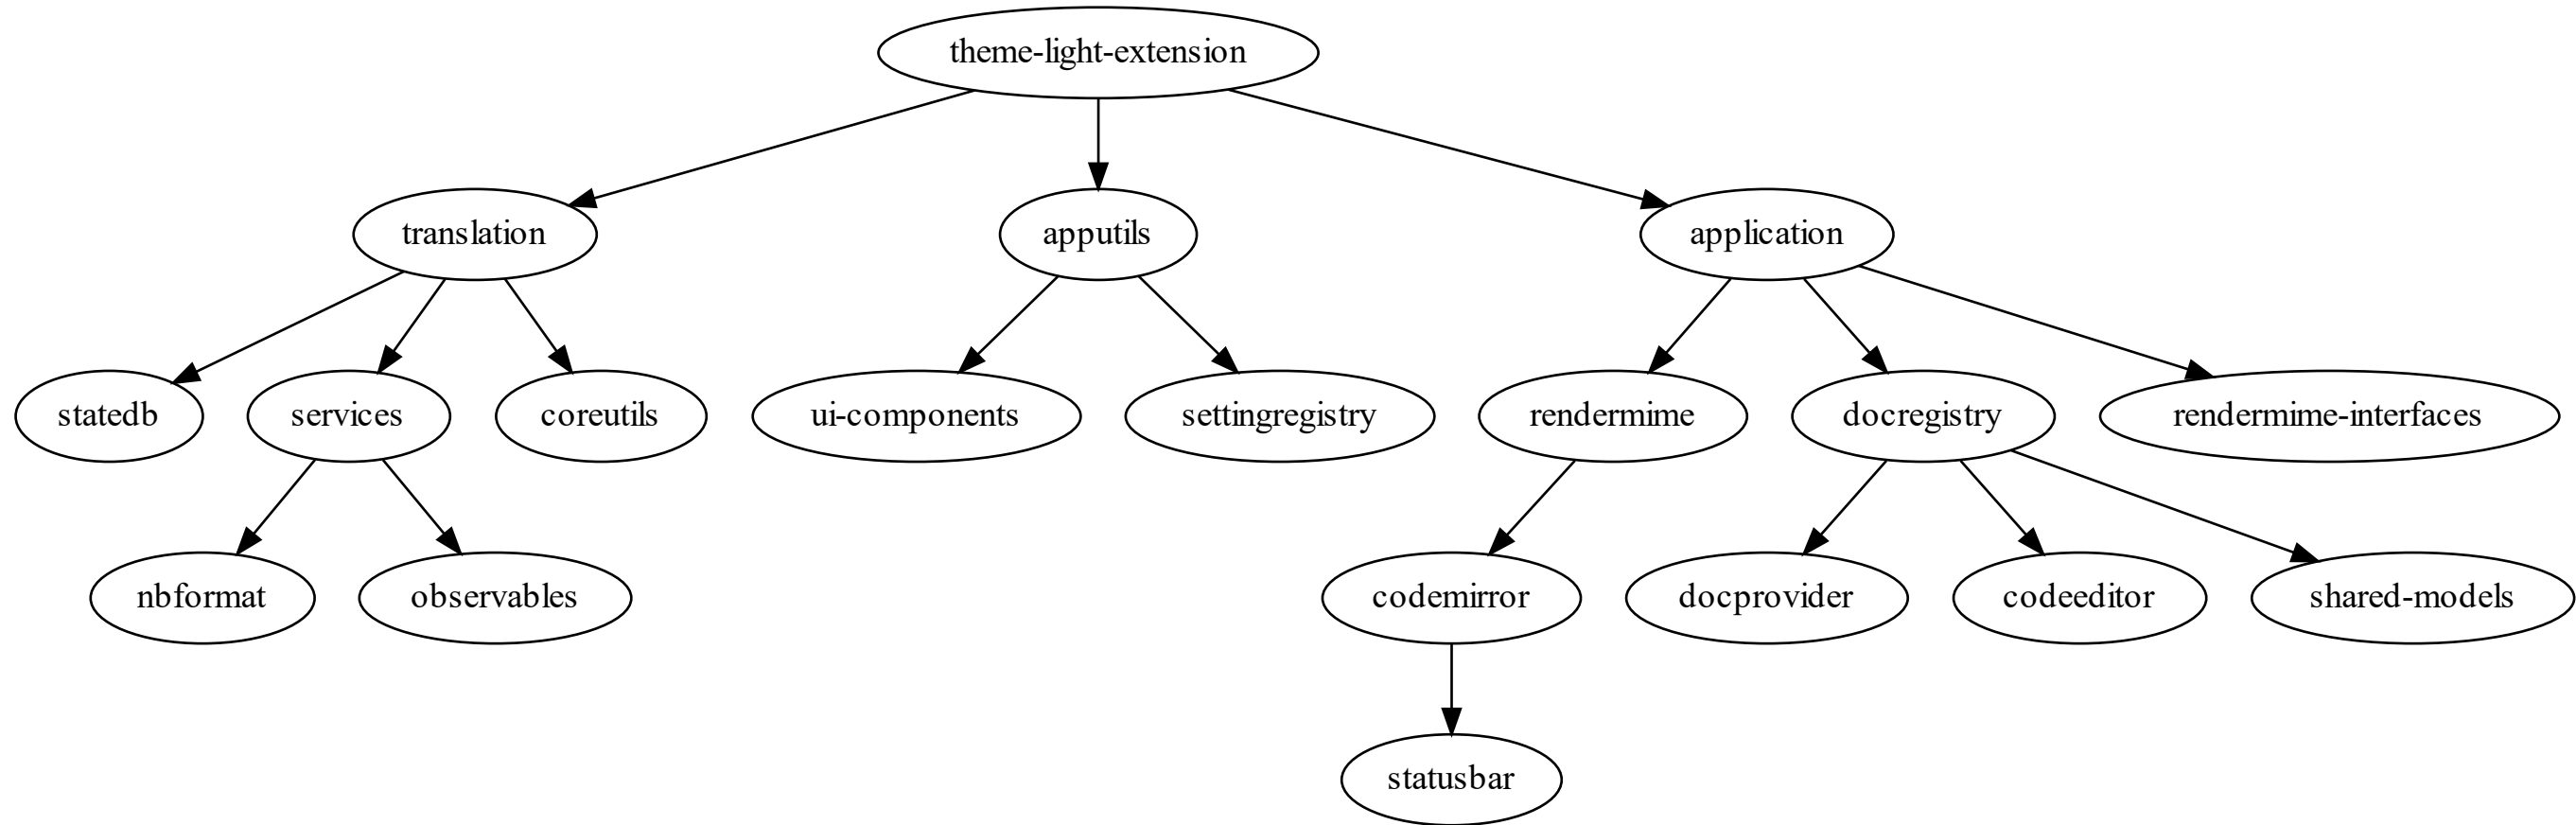 theme-light-extension
translation
apputils
application
statedb
services
coreutils
ui-components
settingregistry
rendermime
docregistry
rendermime-interfaces
nbformat
observables
codemirror
docprovider
codeeditor
shared-models
statusbar